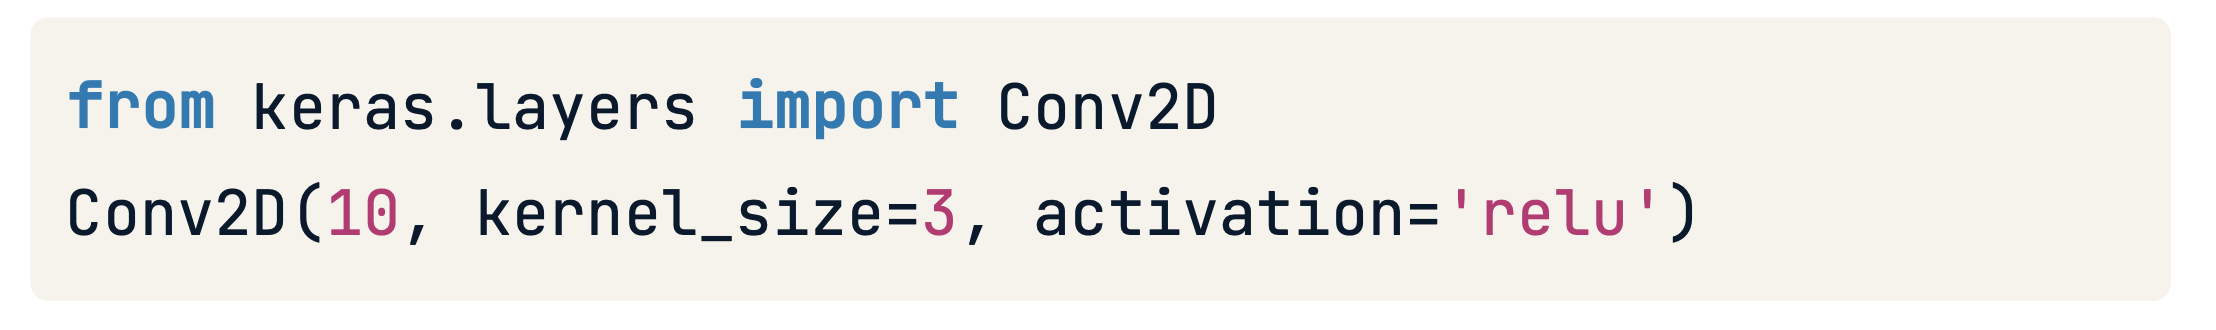 from keras.layers import Conv2D
Conv2D(10, kernel_size=3, activation='relu')